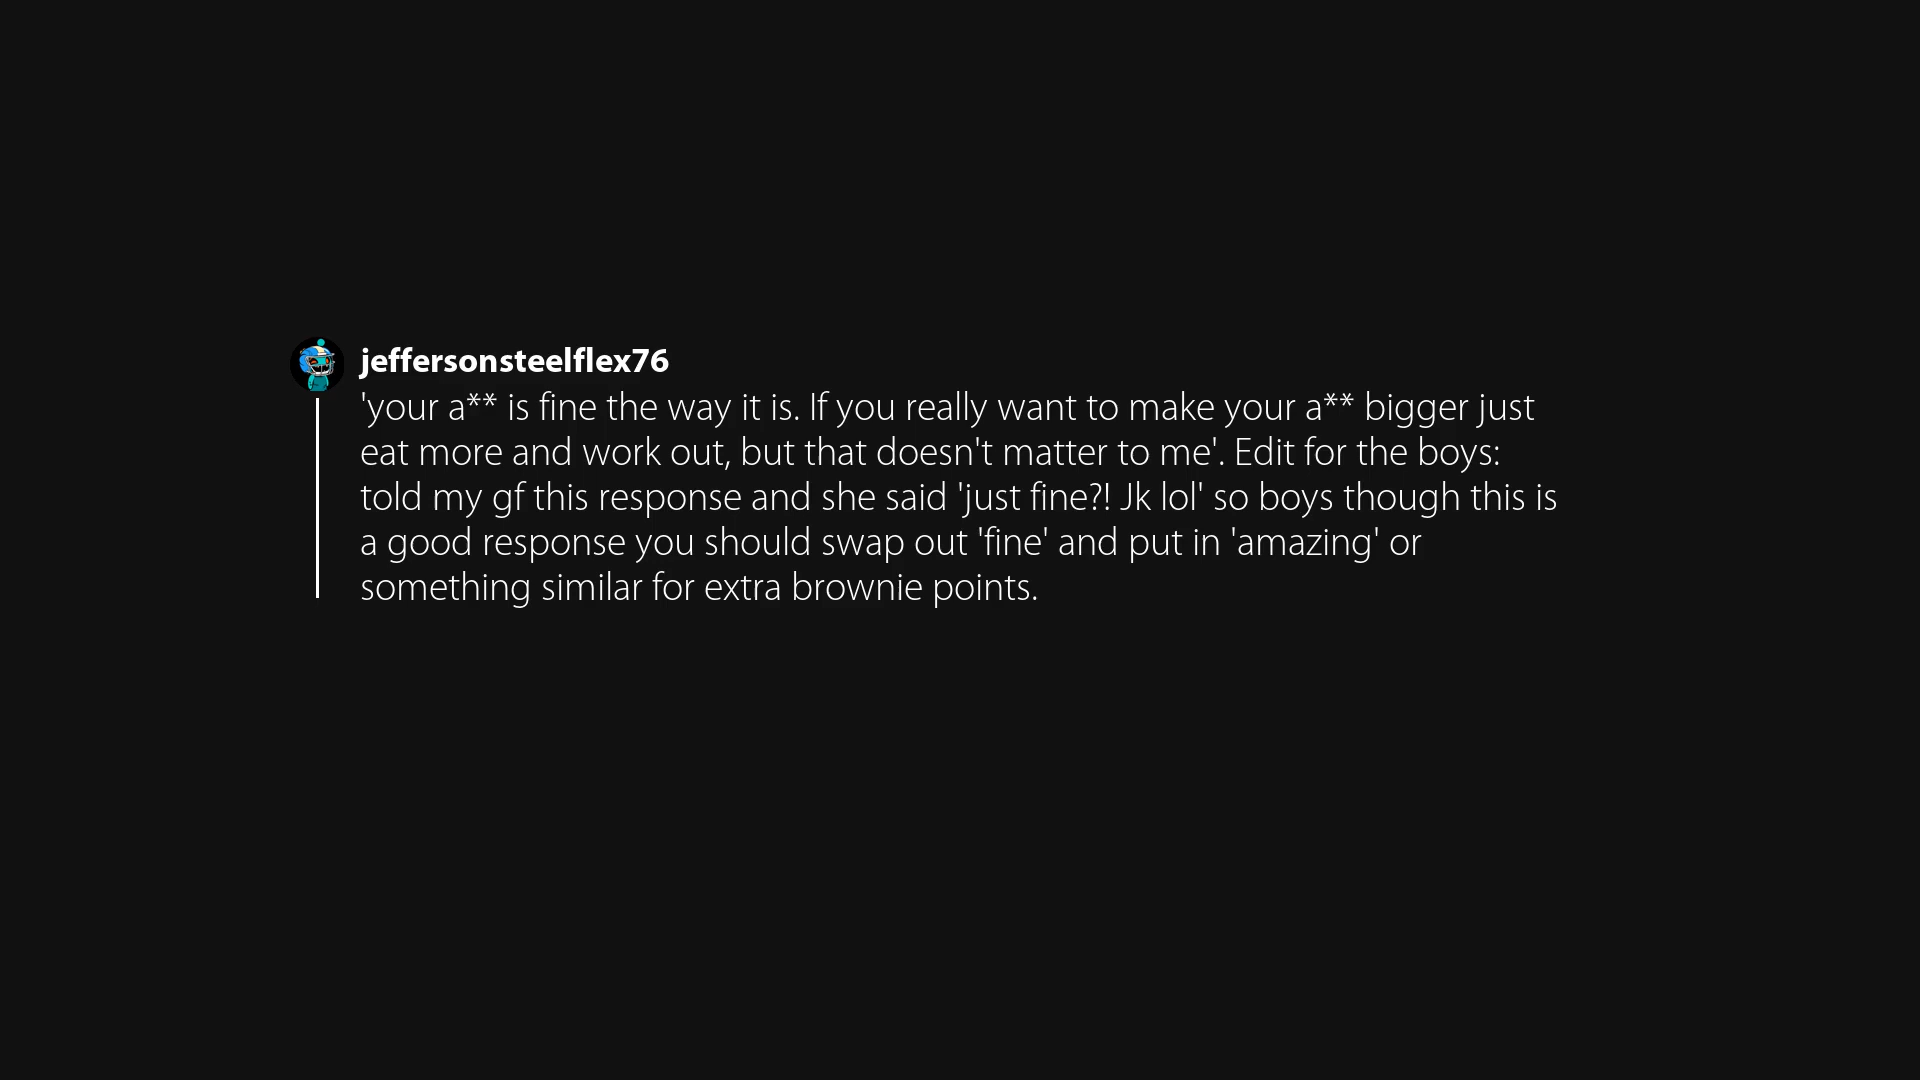 jeffersonsteelflex76
'your a** is fine the way it is. If you really want to make your a** bigger just
eat more and work out, but that doesn't matter to me'. Edit for the boys:
told my gf this response and she said 'just fine?! Jk lol' so boys though this is
a good response you should swap out 'fine' and put in 'amazing' or
something similar for extra brownie points.